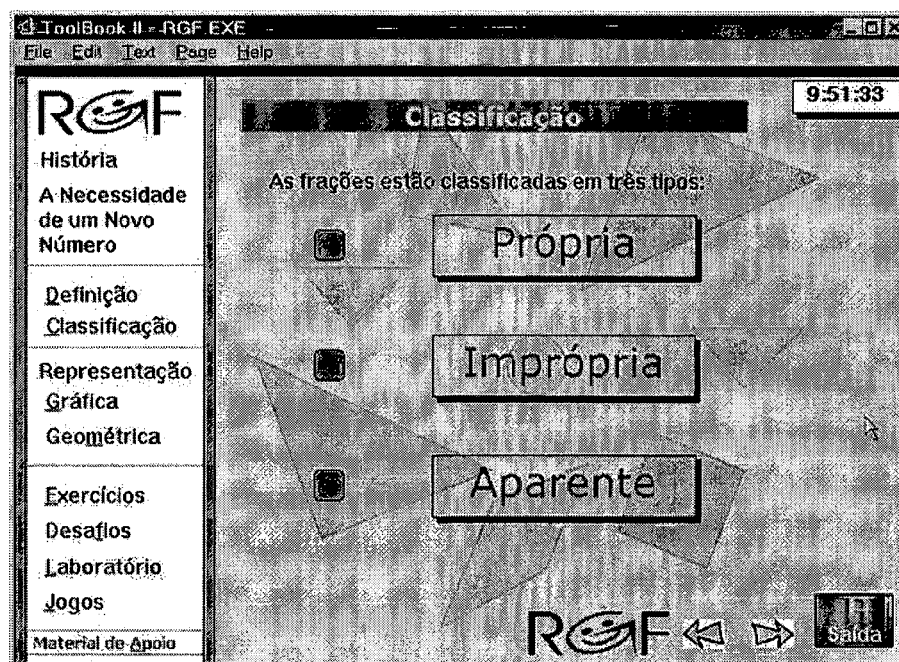 ToolBook II - RGF.EXE
File Edit Text Page Help
RGF
História
A Necessidade
de um Novo
Número
Definição
Classificação
Representação
Gráfica
Geométrica
Exercícios
Desafios
Laboratório
Jogos
Material de Apoio
9:51:33
Classificação
As frações estão classificadas em três tipos:
Própria
Imprópria
Aparente
RGF
Saída